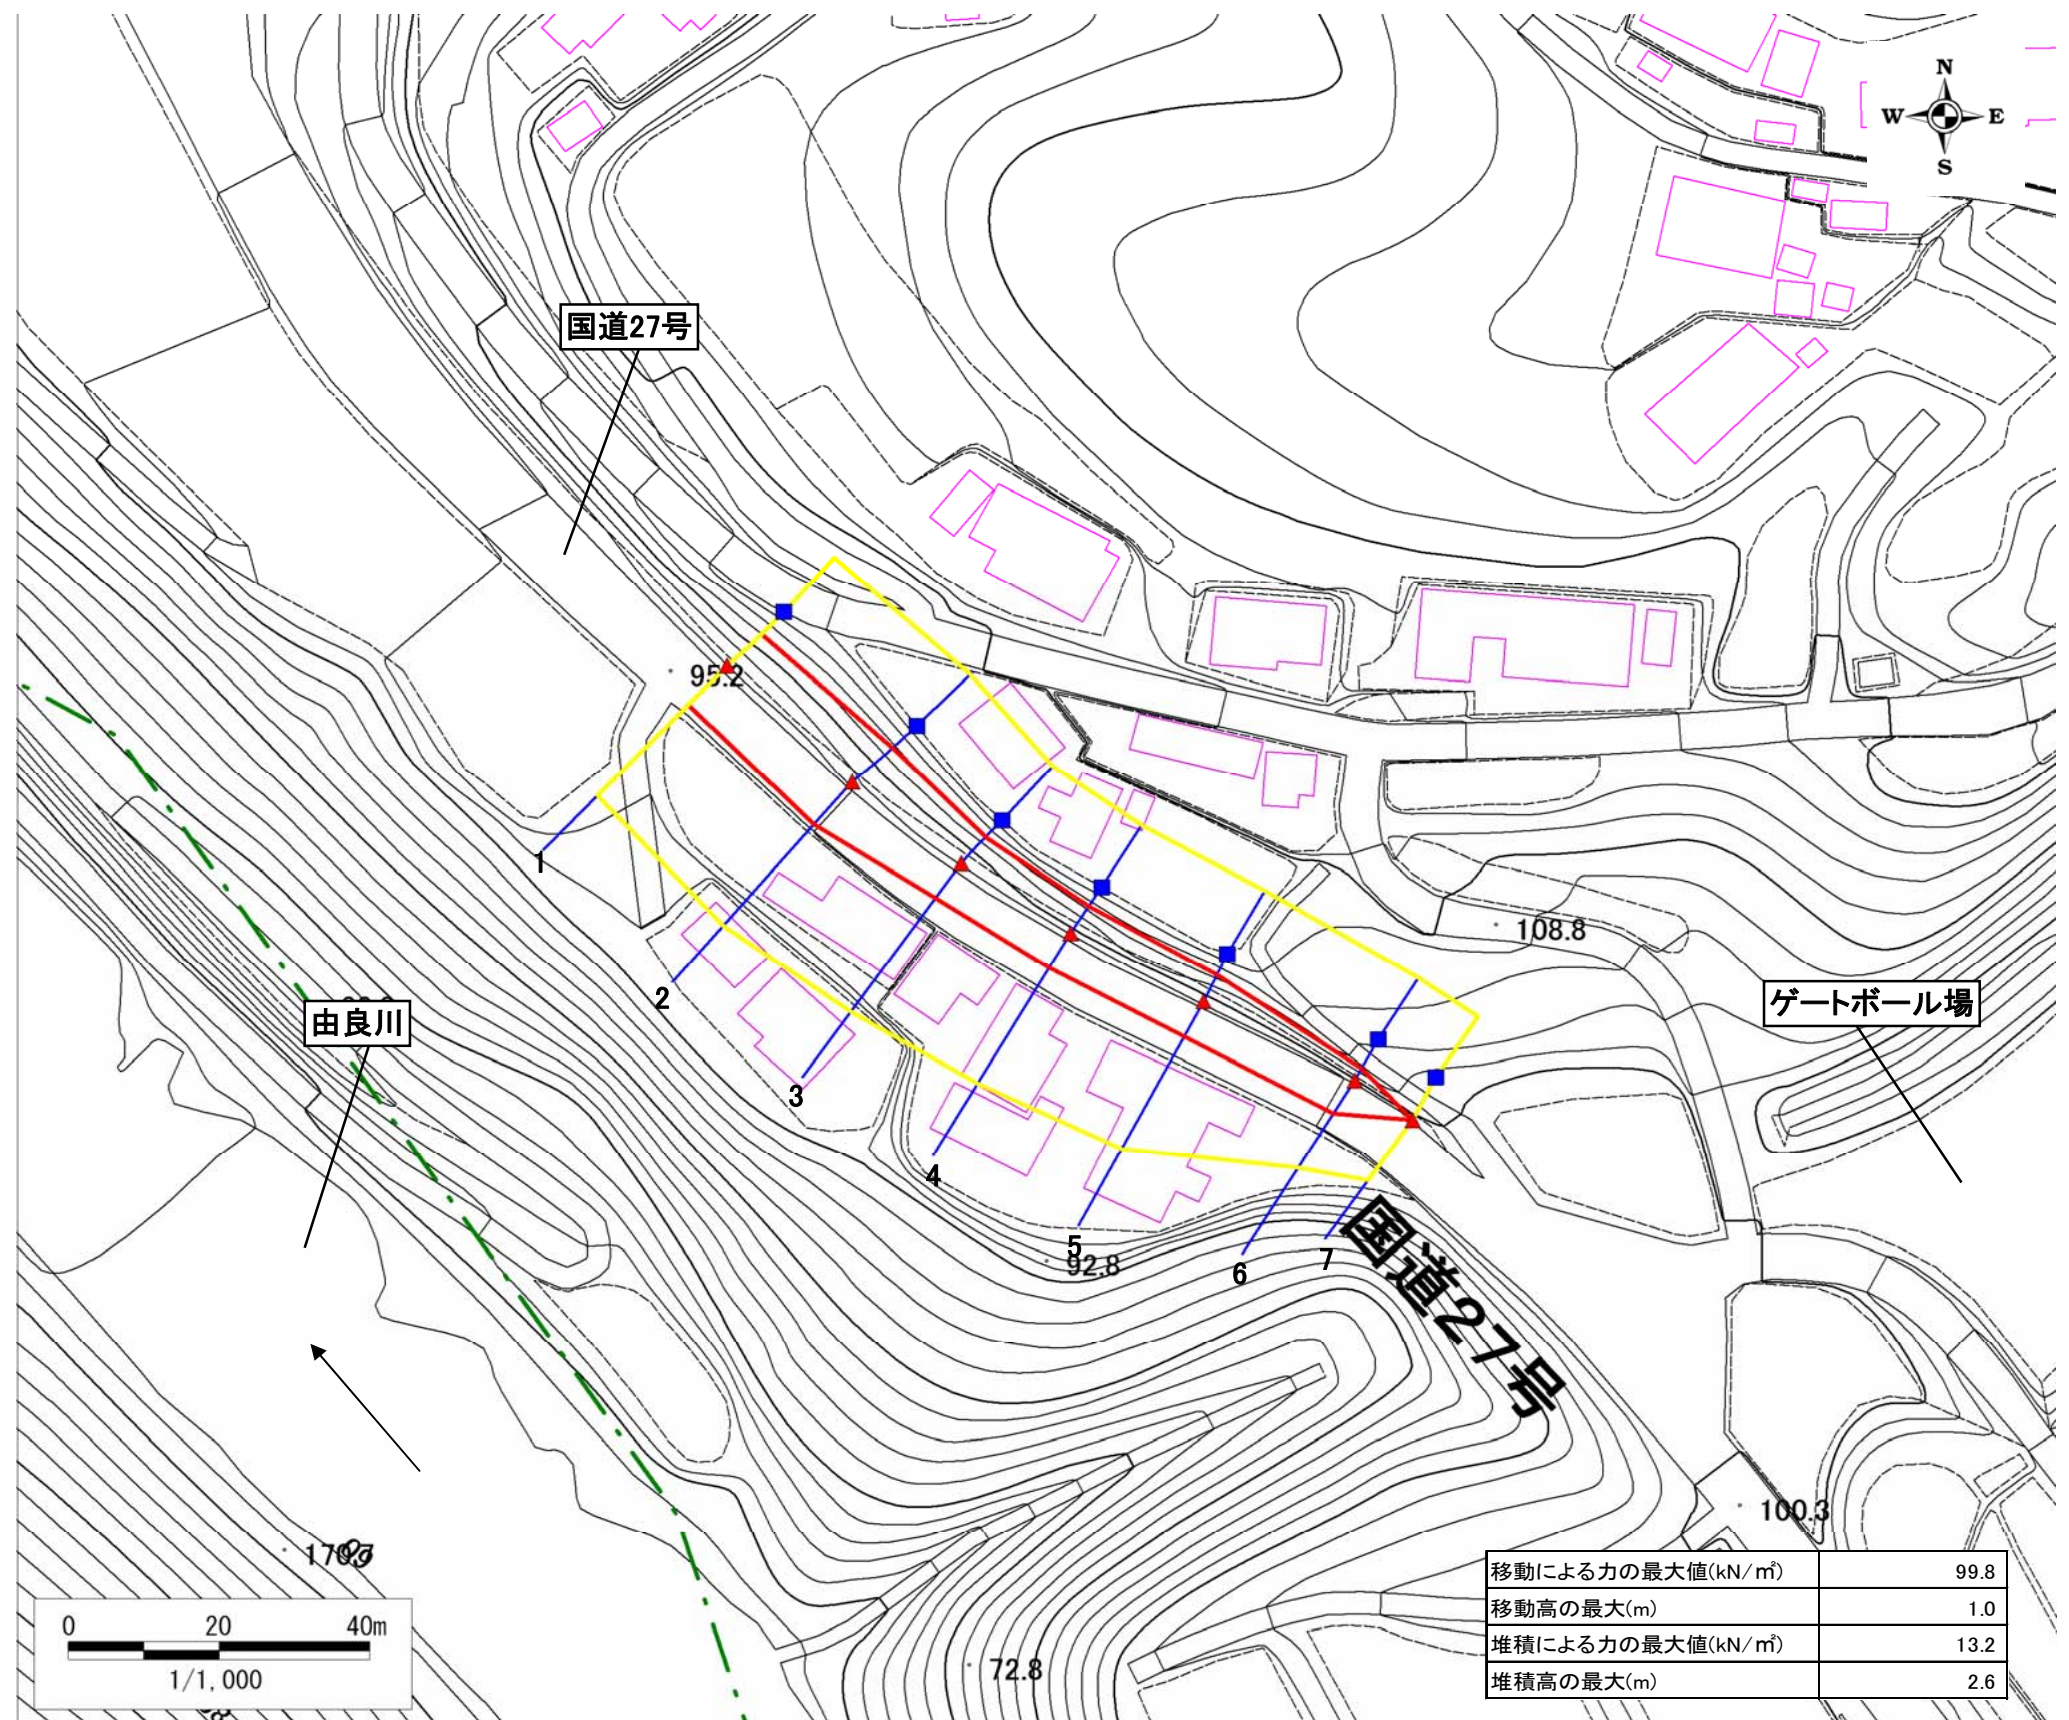 N
W E
S
国道27号
95.2
1
108.8
2
ゲートボール場
由良川
3
4
5
92.8
6
7
国道27号
100.3
移動による力の最大値(kN/㎡) 99.8
移動高の最大(m) 1.0
堆積による力の最大値(kN/㎡) 13.2
堆積高の最大(m) 2.6
0 20 40m
1/1,000
72.8